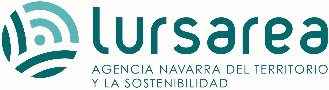 lursarea
AGENCIA NAVARRA DEL TERRITORIO
Y LA SOSTENIBILIDAD